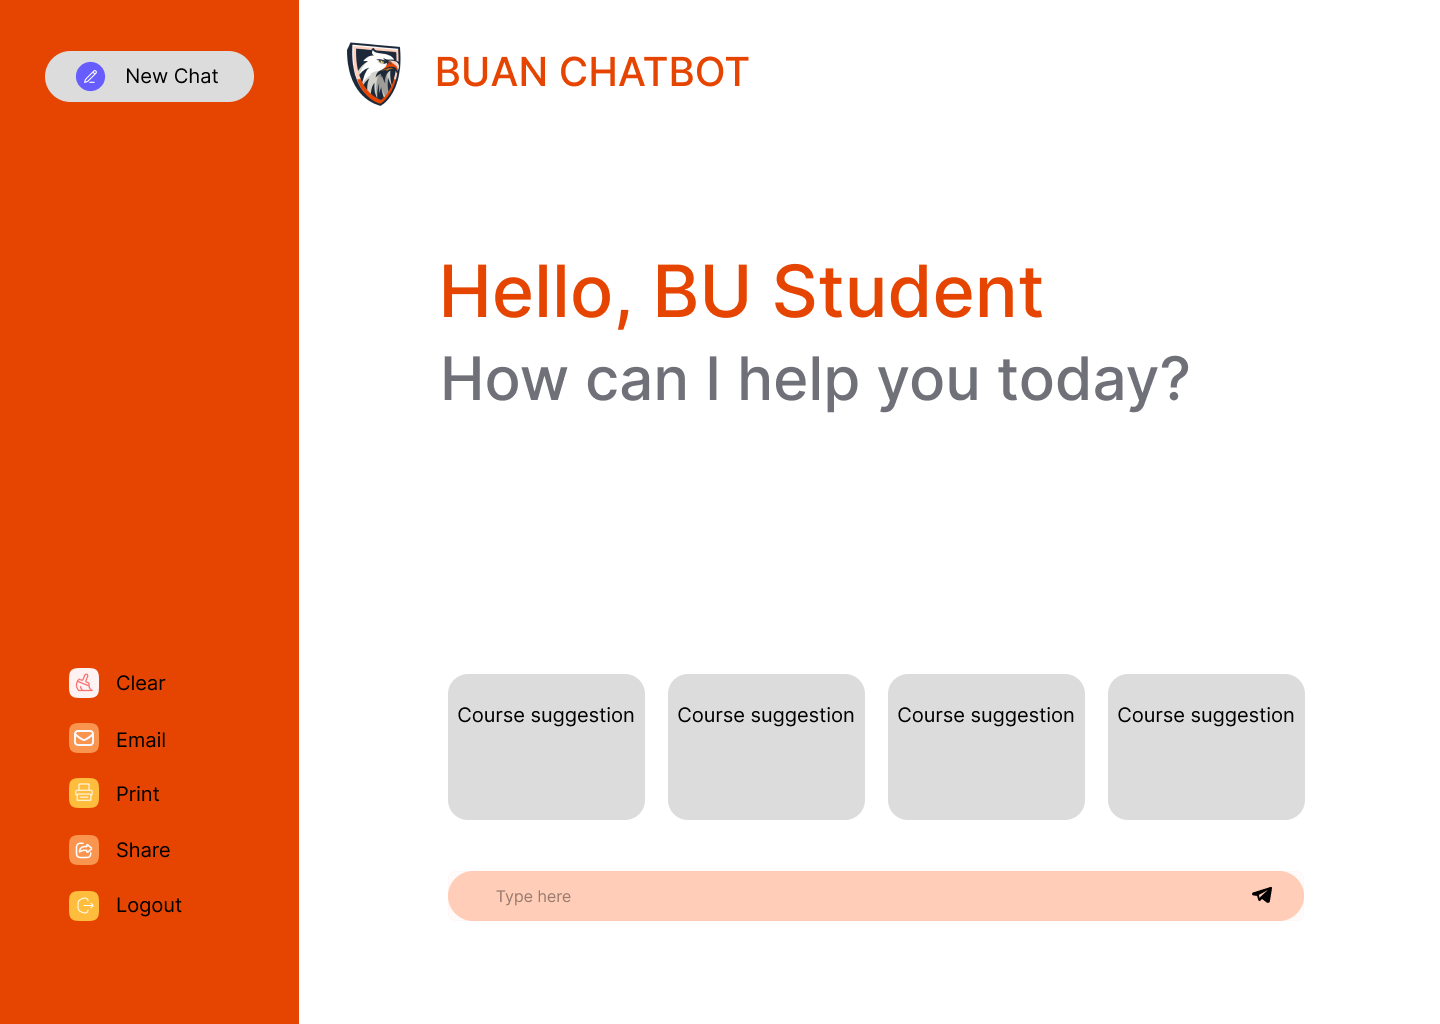 New Chat
BUAN CHATBOT
Hello, BU Student
How can I help you today?
Clear
Email
Print
Share
Logout
Course suggestion
Course suggestion
Course suggestion
Course suggestion
Type here